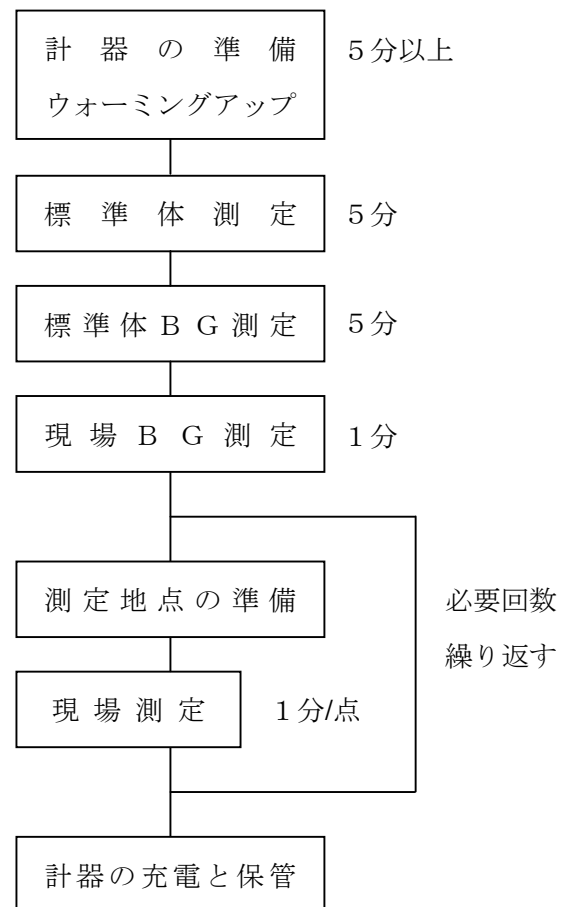 計器の準備 5分以上
ウォーミングアップ
標準体測定 5分
標準体BG測定 5分
現場BG測定 1分
測定地点の準備 必要回数
繰り返す
現場測定 1分/点
計器の充電と保管